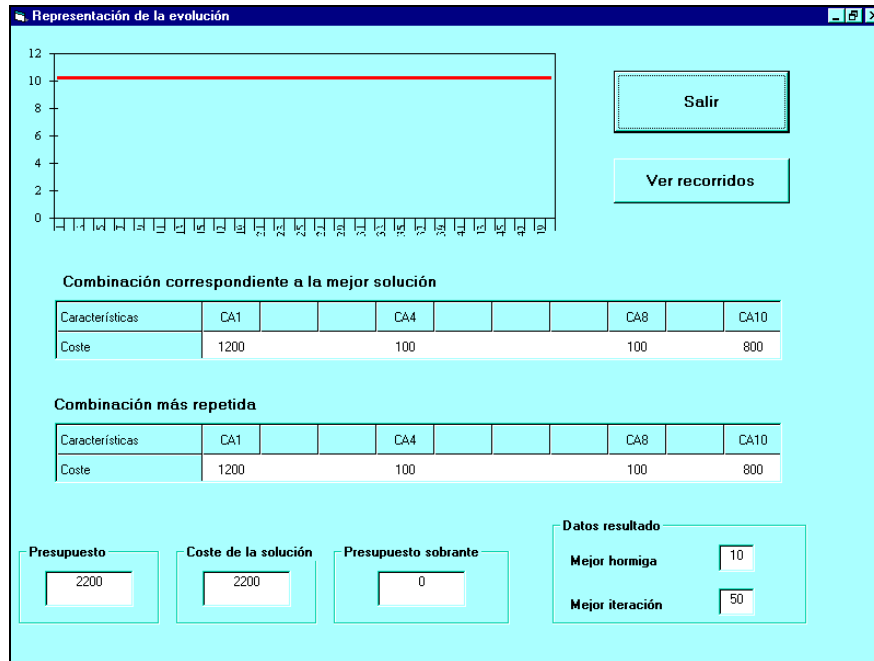 Representación de la evolución
12
10
8
6
4
2
0
Salir
Ver recorridos
Combinación correspondiente a la mejor solución
Características CA1 CA4 CA8 CA10
Coste 1200 100 100 800
Combinación más repetida
Características CA1 CA4 CA8 CA10
Coste 1200 100 100 800
Presupuesto
2200
Coste de la solución
2200
Presupuesto sobrante
0
Datos resultado
Mejor hormiga 10
Mejor iteración 50